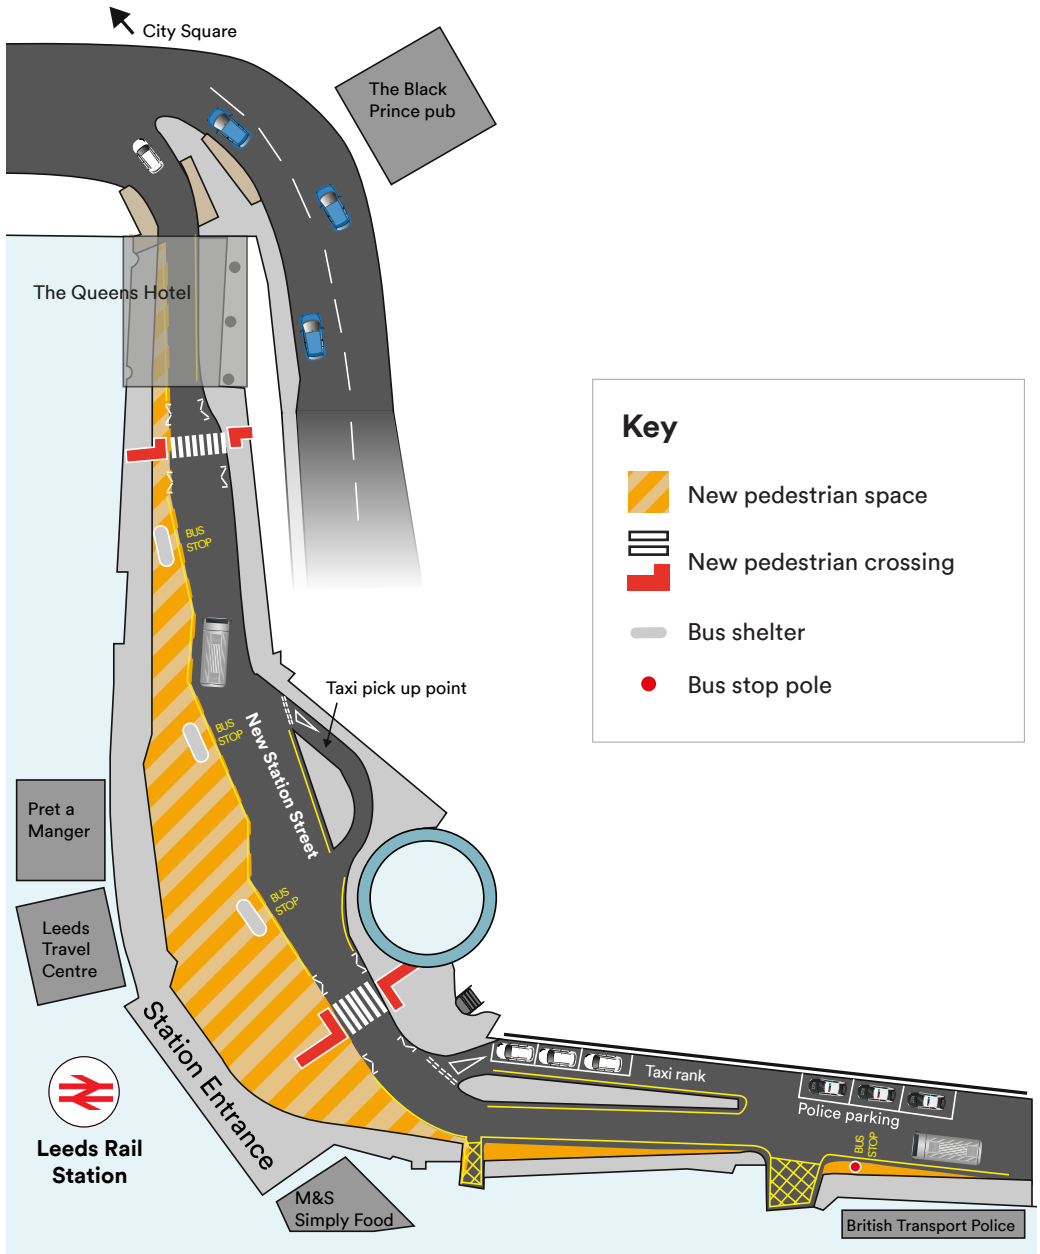 City Square
The Black
Prince pub
The Queens Hotel
Key
New pedestrian space
New pedestrian crossing
Bus shelter
Bus stop pole
BUS
STOP
Taxi pick up point
BUS
STOP
New Station Street
Pret a
Manger
BUS
STOP
Leeds
Travel
Centre
Station Entrance
Taxi rank
Police parking
BUS
STOP
Leeds Rail
Station
M&S
Simply Food
British Transport Police